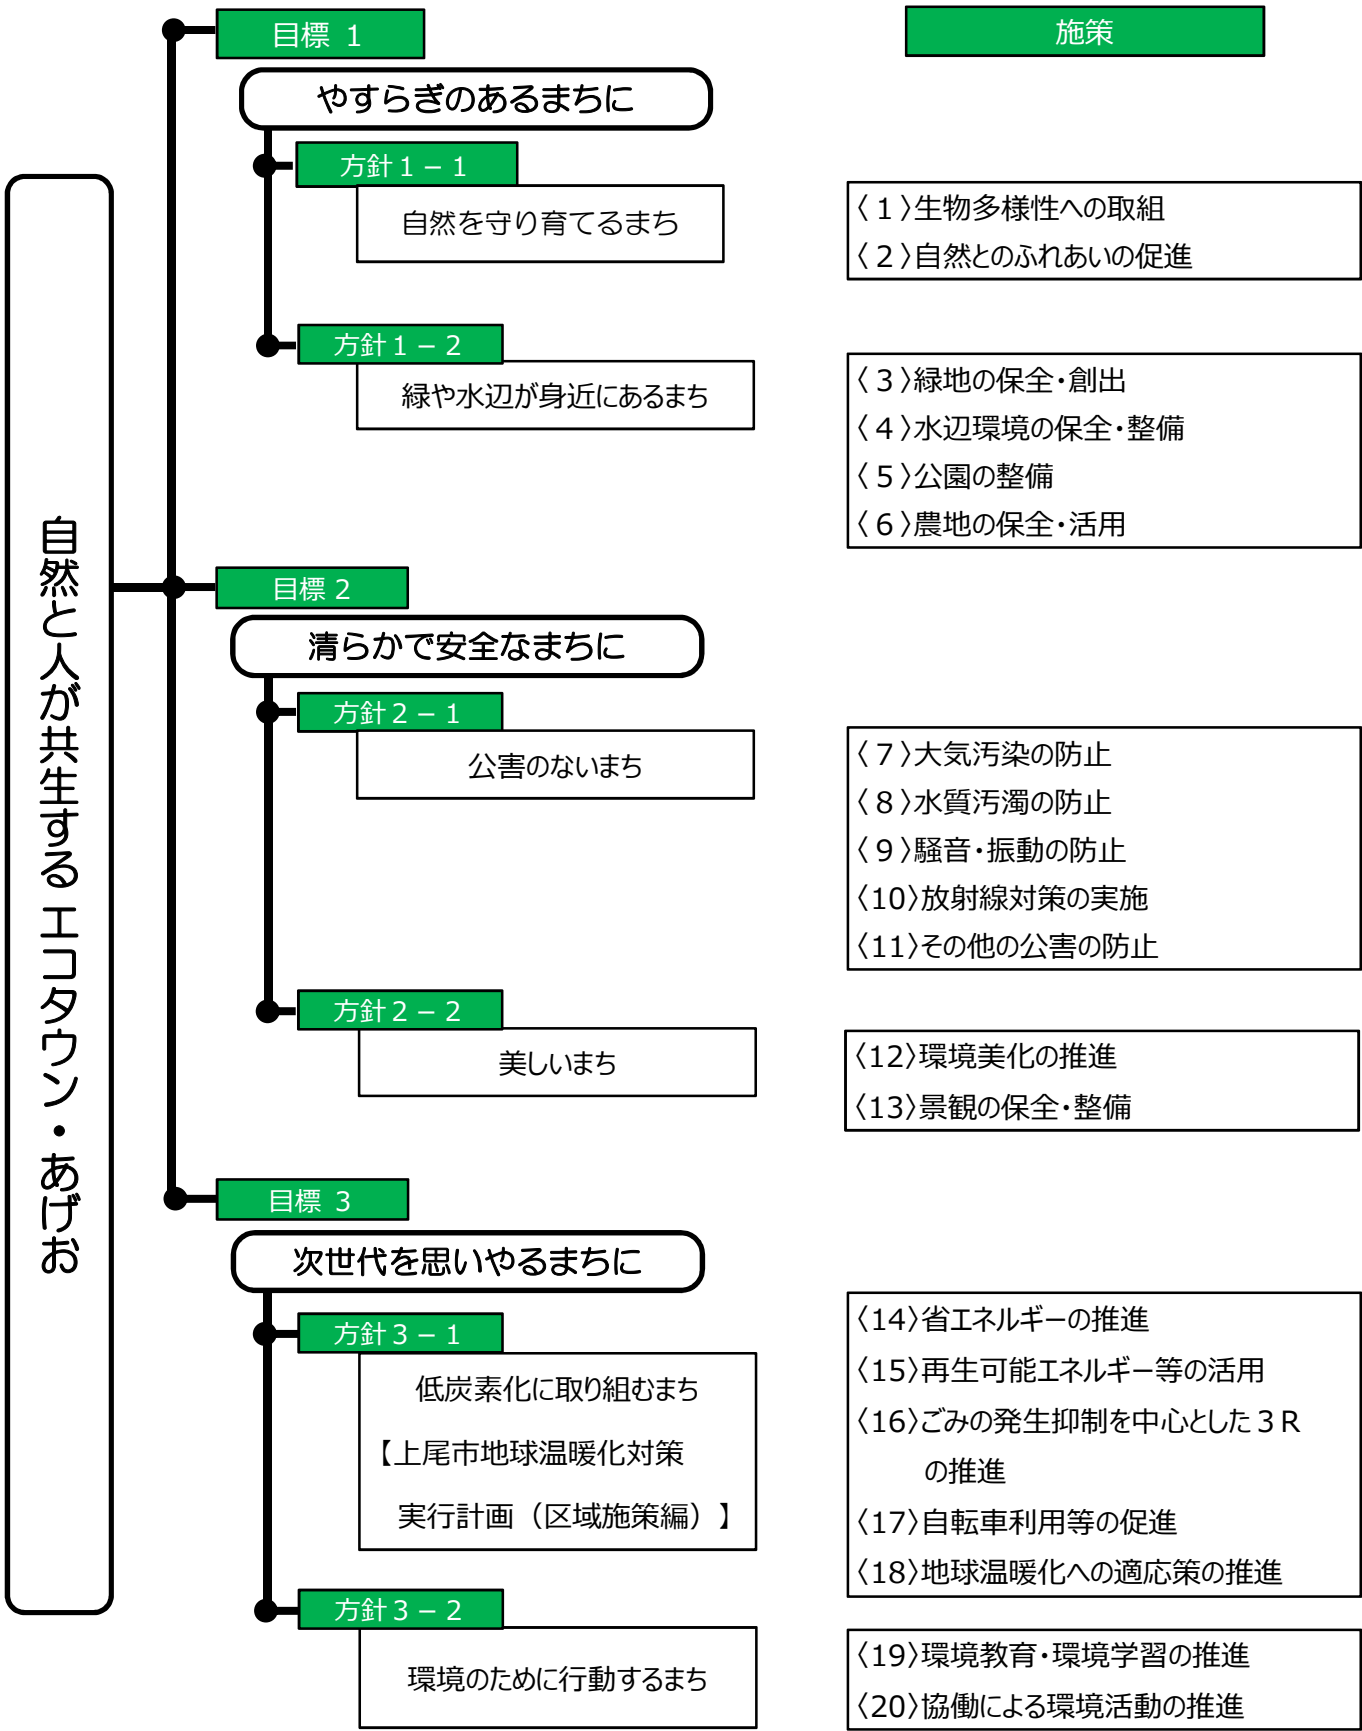 自然と人が共生する エコタウン・あげお
目標 1
施策
やすらぎのあるまちに
方針1－1
自然を守り育てるまち
〈1〉生物多様性への取組
〈2〉自然とのふれあいの促進
方針1－2
緑や水辺が身近にあるまち
〈3〉緑地の保全・創出
〈4〉水辺環境の保全・整備
〈5〉公園の整備
〈6〉農地の保全・活用
目標 2
清らかで安全なまちに
方針2－1
公害のないまち
〈7〉大気汚染の防止
〈8〉水質汚濁の防止
〈9〉騒音・振動の防止
〈10〉放射線対策の実施
〈11〉その他の公害の防止
方針2－2
美しいまち
〈12〉環境美化の推進
〈13〉景観の保全・整備
目標 3
次世代を思いやるまちに
方針3－1
低炭素化に取り組むまち
【上尾市地球温暖化対策
実行計画（区域施策編）】
〈14〉省エネルギーの推進
〈15〉再生可能エネルギー等の活用
〈16〉ごみの発生抑制を中心とした3R
の推進
〈17〉自転車利用等の促進
〈18〉地球温暖化への適応策の推進
方針3－2
環境のために行動するまち
〈19〉環境教育・環境学習の推進
〈20〉協働による環境活動の推進